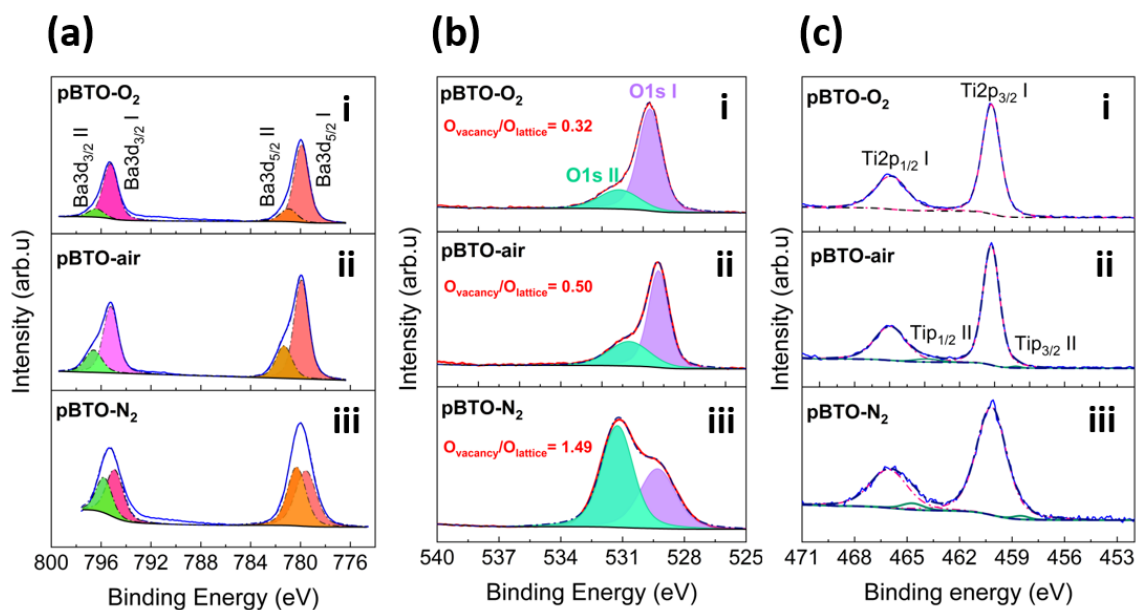 (a)
pBTO-O₂
i
Ba3d₃/₂ II
Ba3d₃/₂ I
Ba3d₅/₂ II
Ba3d₅/₂ I
pBTO-air
ii
pBTO-N₂
iii
Intensity (arb.u)
800 796 792 788 784 780 776
Binding Energy (eV)
(b)
pBTO-O₂
O1s I
i
Oᵥₐcₐₙcy/Oₗₐₜₜᵢcₑ= 0.32
O1s II
pBTO-air
ii
Oᵥₐcₐₙcy/Oₗₐₜₜᵢcₑ= 0.50
pBTO-N₂
iii
Oᵥₐcₐₙcy/Oₗₐₜₜᵢcₑ= 1.49
Intensity (arb.u)
540 537 534 531 528 525
Binding Energy (eV)
(c)
pBTO-O₂
Ti2p₃/₂ I
i
Ti2p₁/₂ I
pBTO-air
ii
Tip₁/₂ II
Tip₃/₂ II
pBTO-N₂
iii
Intensity (arb.u)
471 468 465 462 459 456 453
Binding energy (eV)